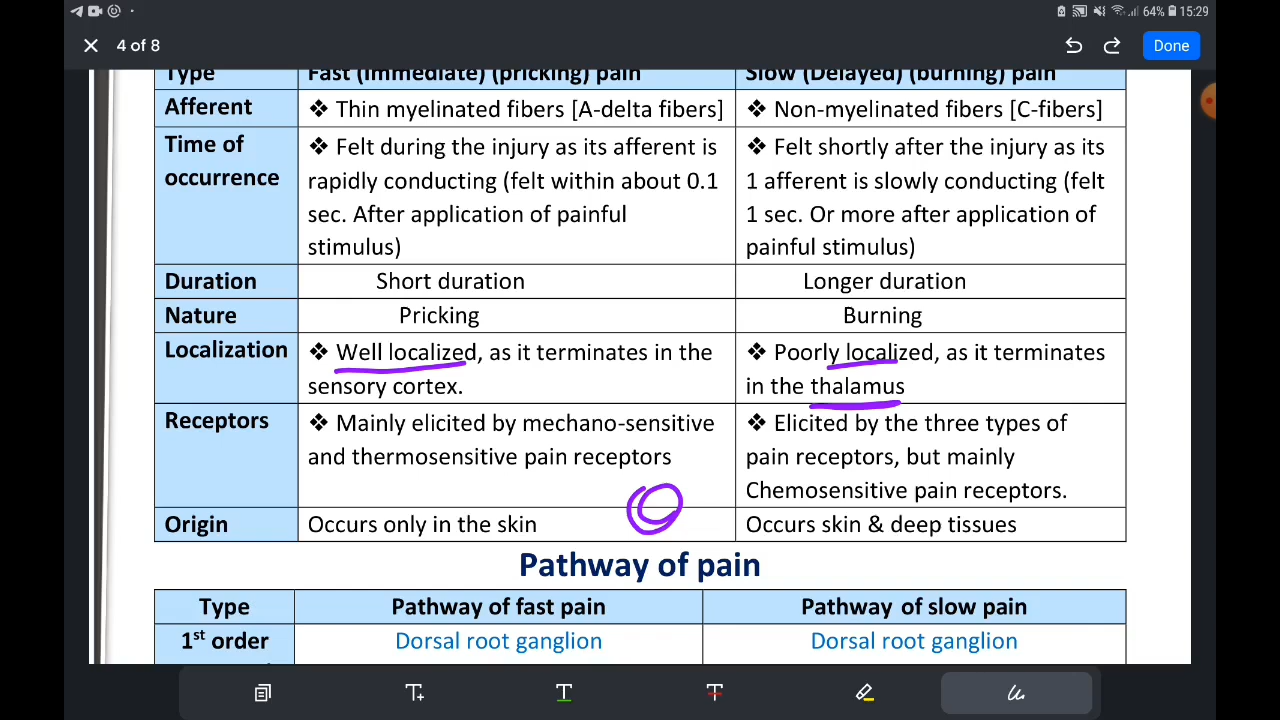 64% 15:29
4 of 8
Done
Type
Fast (Immediate) (pricking) pain
Slow (Delayed) (burning) pain
Afferent
❖ Thin myelinated fibers [A-delta fibers]
❖ Non-myelinated fibers [C-fibers]
Time of
occurrence
❖ Felt during the injury as its afferent is
rapidly conducting (felt within about 0.1
sec. After application of painful
stimulus)
❖ Felt shortly after the injury as its
1 afferent is slowly conducting (felt
1 sec. Or more after application of
painful stimulus)
Duration
Short duration
Longer duration
Nature
Pricking
Burning
Localization
❖ Well localized, as it terminates in the
sensory cortex.
❖ Poorly localized, as it terminates
in the thalamus
Receptors
❖ Mainly elicited by mechano-sensitive
and thermosensitive pain receptors
❖ Elicited by the three types of
pain receptors, but mainly
Chemosensitive pain receptors.
Origin
Occurs only in the skin
Occurs skin & deep tissues
Pathway of pain
Type
Pathway of fast pain
Pathway of slow pain
1st order
Dorsal root ganglion
Dorsal root ganglion